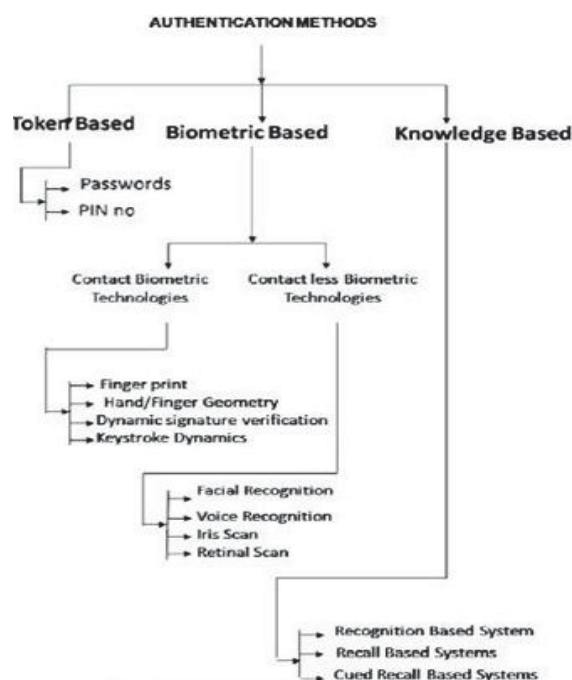 AUTHENTICATION METHODS
Token Based
Biometric Based
Knowledge Based
Passwords
PIN no
Contact Biometric
Technologies
Contact less Biometric
Technologies
Finger print
Hand/Finger Geometry
Dynamic signature verification
Keystroke Dynamics
Facial Recognition
Voice Recognition
Iris Scan
Retinal Scan
Recognition Based System
Recall Based Systems
Cued Recall Based Systems